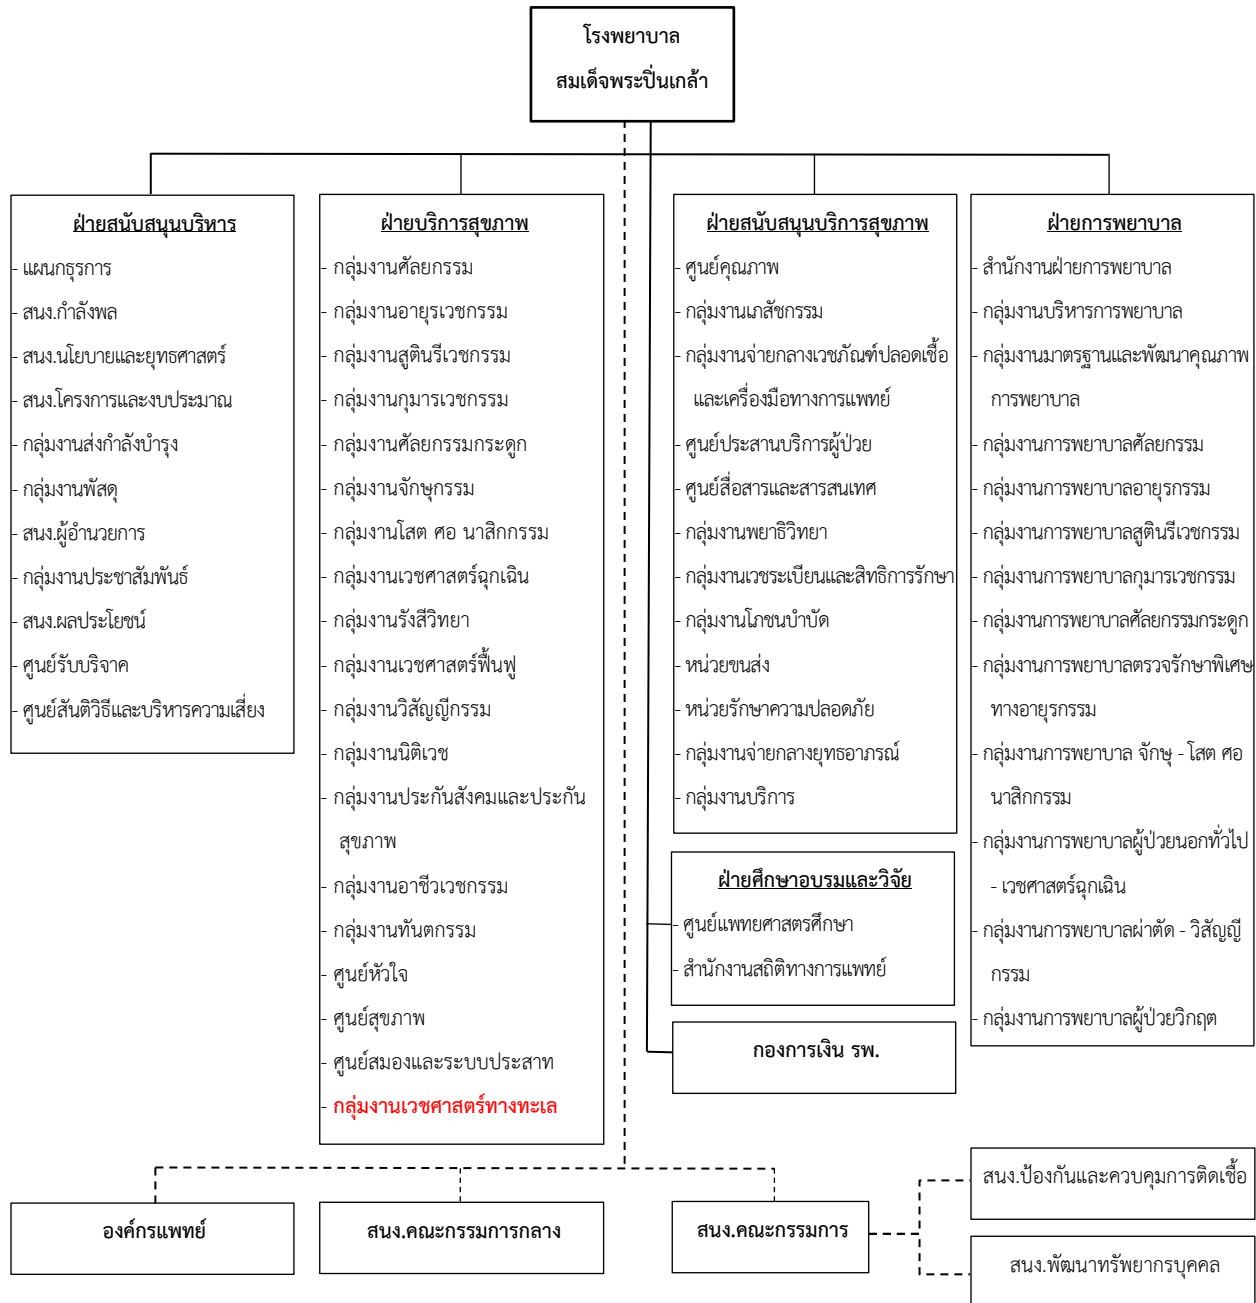 โรงพยาบาล
สมเด็จพระปิ่นเกล้า
ฝ่ายสนับสนุนบริหาร
- แผนกธุรการ
- สนง.กำลังพล
- สนง.นโยบายและยุทธศาสตร์
- สนง.โครงการและงบประมาณ
- กลุ่มงานส่งกำลังบำรุง
- กลุ่มงานพัสดุ
- สนง.ผู้อำนวยการ
- กลุ่มงานประชาสัมพันธ์
- สนง.ผลประโยชน์
- ศูนย์รับบริจาค
- ศูนย์สันติวิธีและบริหารความเสี่ยง
ฝ่ายบริการสุขภาพ
- กลุ่มงานศัลยกรรม
- กลุ่มงานอายุรเวชกรรม
- กลุ่มงานสูตินรีเวชกรรม
- กลุ่มงานกุมารเวชกรรม
- กลุ่มงานศัลยกรรมกระดูก
- กลุ่มงานจักษุกรรม
- กลุ่มงานโสต ศอ นาสิกกรรม
- กลุ่มงานเวชศาสตร์ฉุกเฉิน
- กลุ่มงานรังสีวิทยา
- กลุ่มงานเวชศาสตร์ฟื้นฟู
- กลุ่มงานวิสัญญีกรรม
- กลุ่มงานนิติเวช
- กลุ่มงานประกันสังคมและประกัน
สุขภาพ
- กลุ่มงานอาชีวเวชกรรม
- กลุ่มงานทันตกรรม
- ศูนย์หัวใจ
- ศูนย์สุขภาพ
- ศูนย์สมองและระบบประสาท
- กลุ่มงานเวชศาสตร์ทางทะเล
ฝ่ายสนับสนุนบริการสุขภาพ
- ศูนย์คุณภาพ
- กลุ่มงานเภสัชกรรม
- กลุ่มงานจ่ายกลางเวชภัณฑ์ปลอดเชื้อ
และเครื่องมือทางการแพทย์
- ศูนย์ประสานบริการผู้ป่วย
- ศูนย์สื่อสารและสารสนเทศ
- กลุ่มงานพยาธิวิทยา
- กลุ่มงานเวชระเบียนและสิทธิการรักษา
- กลุ่มงานโภชนบำบัด
- หน่วยขนส่ง
- หน่วยรักษาความปลอดภัย
- กลุ่มงานจ่ายกลางยุทธอาภรณ์
- กลุ่มงานบริการ
ฝ่ายศึกษาอบรมและวิจัย
- ศูนย์แพทยศาสตรศึกษา
- สำนักงานสถิติทางการแพทย์
กองการเงิน รพ.
ฝ่ายการพยาบาล
- สำนักงานฝ่ายการพยาบาล
- กลุ่มงานบริหารการพยาบาล
- กลุ่มงานมาตรฐานและพัฒนาคุณภาพ
การพยาบาล
- กลุ่มงานการพยาบาลศัลยกรรม
- กลุ่มงานการพยาบาลอายุรกรรม
- กลุ่มงานการพยาบาลสูตินรีเวชกรรม
- กลุ่มงานการพยาบาลกุมารเวชกรรม
- กลุ่มงานการพยาบาลศัลยกรรมกระดูก
- กลุ่มงานการพยาบาลตรวจรักษาพิเศษ
ทางอายุรกรรม
- กลุ่มงานการพยาบาล จักษุ - โสต ศอ
นาสิกกรรม
- กลุ่มงานการพยาบาลผู้ป่วยนอกทั่วไป
- เวชศาสตร์ฉุกเฉิน
- กลุ่มงานการพยาบาลผ่าตัด - วิสัญญี
กรรม
- กลุ่มงานการพยาบาลผู้ป่วยวิกฤต
องค์กรแพทย์
สนง.คณะกรรมการกลาง
สนง.คณะกรรมการ
สนง.ป้องกันและควบคุมการติดเชื้อ
สนง.พัฒนาทรัพยากรบุคคล